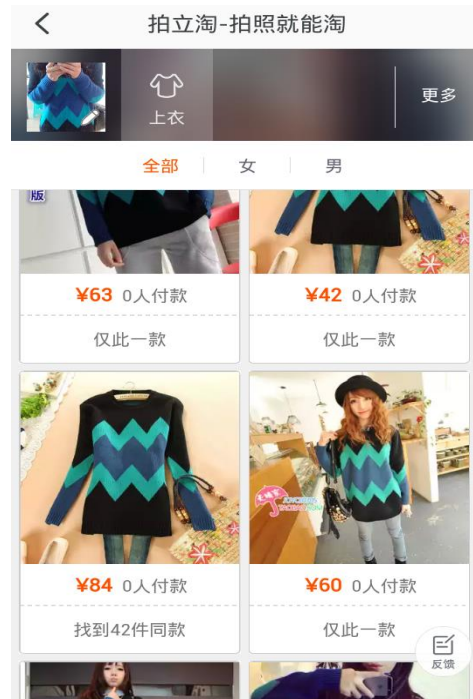 拍立淘-拍照就能淘
上衣
更多
全部
女
男
版
¥63 0人付款
¥42 0人付款
仅此一款
仅此一款
¥84 0人付款
¥60 0人付款
找到42件同款
仅此一款
反馈